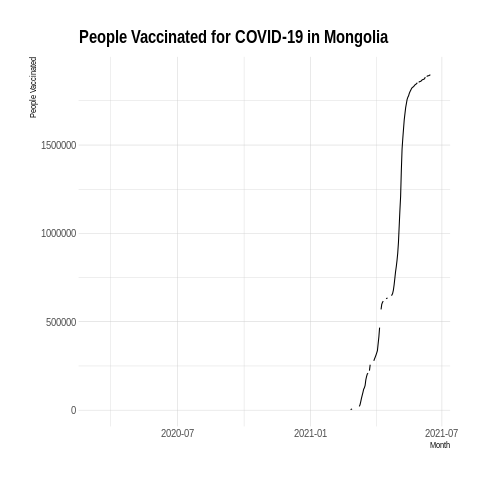 People Vaccinated for COVID-19 in Mongolia
People Vaccinated
1500000
1000000
500000
0
2020-07
2021-01
2021-07
Month